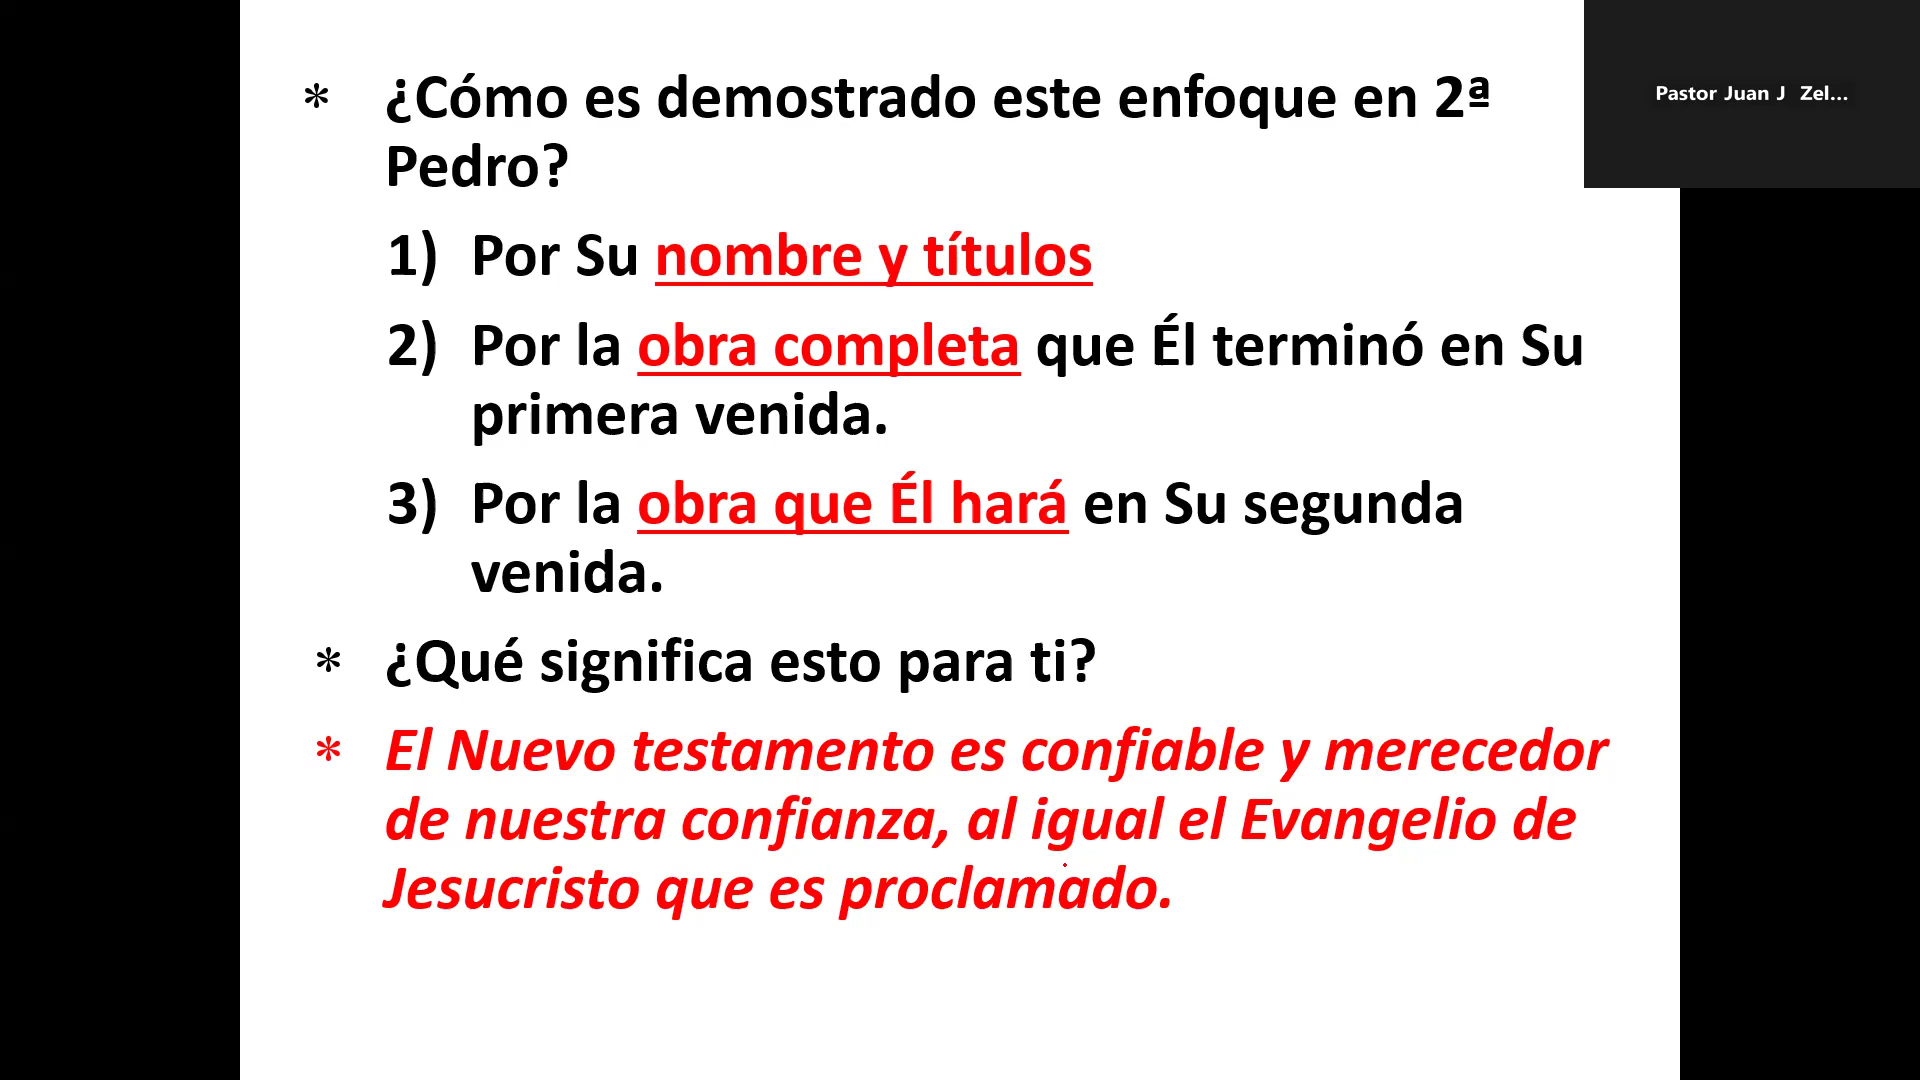 * ¿Cómo es demostrado este enfoque en 2ª
Pedro?
1) Por Su nombre y títulos
2) Por la obra completa que Él terminó en Su
primera venida.
3) Por la obra que Él hará en Su segunda
venida.
* ¿Qué significa esto para ti?
* El Nuevo testamento es confiable y merecedor
de nuestra confianza, al igual el Evangelio de
Jesucristo que es proclamado.
Pastor Juan J Zel...